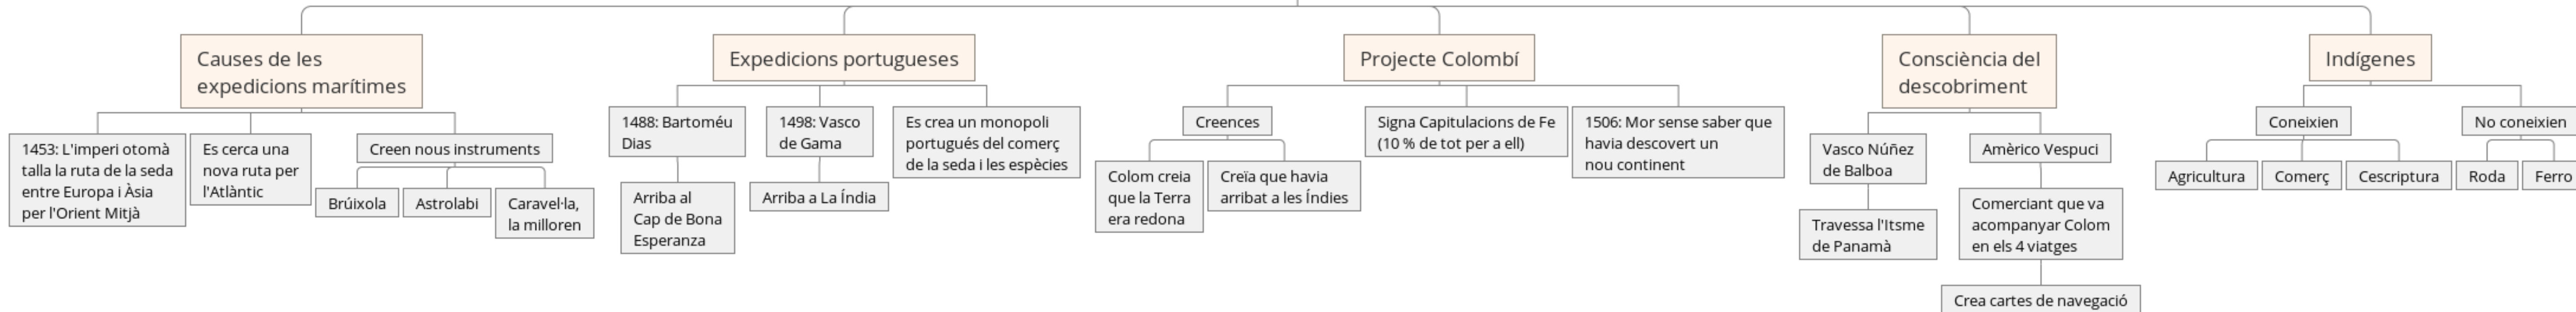 Causes de les
expedicions marítimes
1453: L'imperi otomà
talla la ruta de la seda
entre Europa i Àsia
per l'Orient Mitjà
Es cerca una
nova ruta per
l'Atlàntic
Creen nous instruments
Brúixola
Astrolabi
Caravel·la,
la milloren
Expedicions portugueses
1488: Bartoméu
Dias
Arriba al
Cap de Bona
Esperanza
1498: Vasco
de Gama
Arriba a La Índia
Es crea un monopoli
portugués del comerç
de la seda i les espècies
Projecte Colombí
Creences
Colom creia
que la Terra
era redona
Creïa que havia
arribat a les Índies
Signa Capitulacions de Fe
(10 % de tot per a ell)
1506: Mor sense saber que
havia descovert un
nou continent
Consciència del
descobriment
Vasco Núñez
de Balboa
Travessa l'Itsme
de Panamà
Amèrico Vespuci
Comerciant que va
acompanyar Colom
en els 4 viatges
Crea cartes de navegació
Indígenes
Coneixien
Agricultura
Comerç
Cescriptura
No coneixien
Roda
Ferro